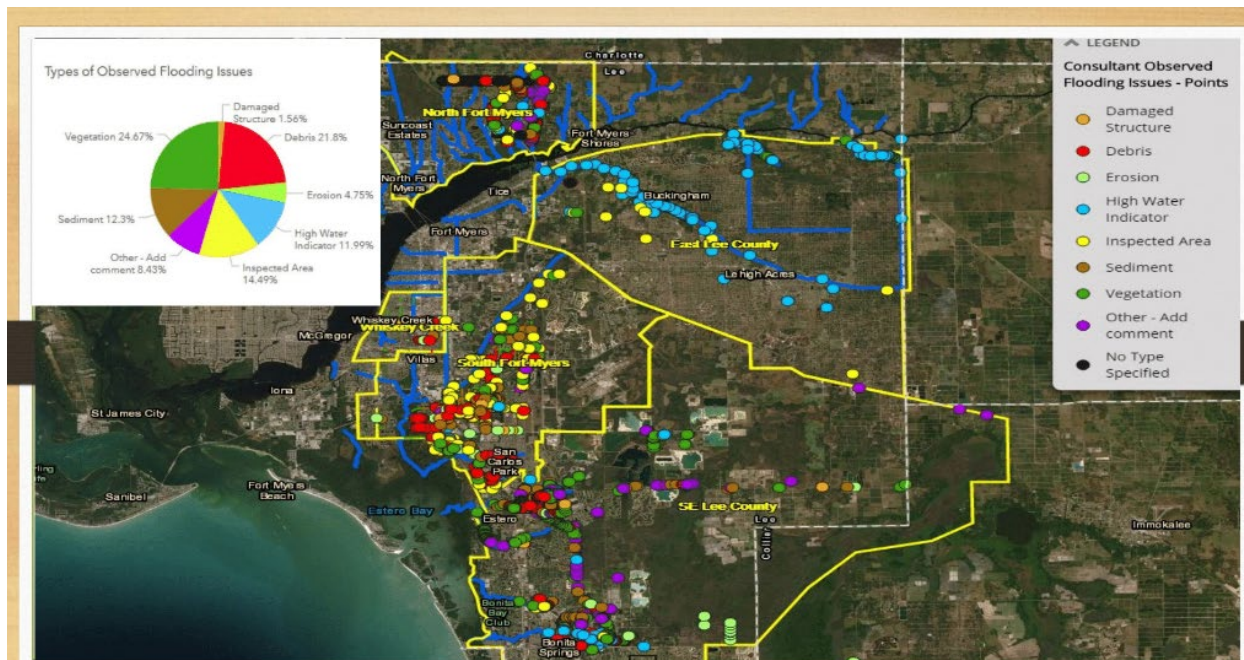 Types of Observed Flooding Issues
Damaged
Structure 1.56%
Vegetation 24.67%
Debris 21.8%
Erosion 4.75%
Sediment 12.3%
High Water
Indicator 11.99%
Other - Add
comment 8.43%
Inspected Area
14.49%
LEGEND
Consultant Observed
Flooding Issues - Points
Damaged
Structure
Debris
Erosion
High Water
Indicator
Inspected Area
Sediment
Vegetation
Other - Add
comment
No Type
Specified
Charlotte
Lee
North Fort Myers
Suncoast
Estates
Fort Myers
Shores
North Fort
Myers
Tice
Buckingham
Fort Myers
East Lee County
Lehigh Acres
Whiskey Creek
Whiskey Creek
McGregor
Villas
South Fort Myers
Iona
St James City
San
Carlos
Park
Sanibel
Fort Myers
Beach
Estero Bay
Estero
SE Lee County
Lee
Collier
Immokalee
Bonita
Bay
Club
Bonita
Springs